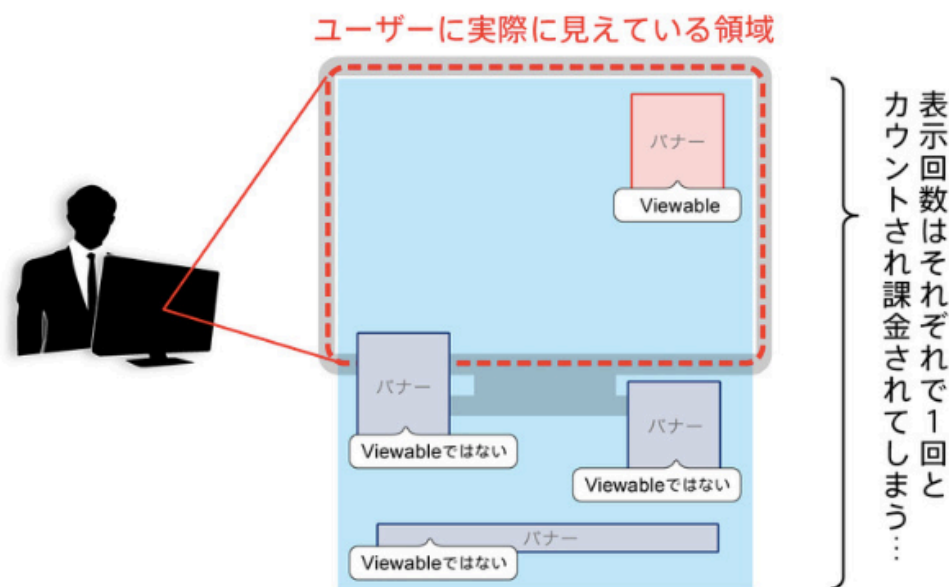 ユーザーに実際に見えている領域
バナー
Viewable
バナー
Viewableではない
バナー
Viewableではない
バナー
Viewableではない
表示回数はそれぞれで1回と
カウントされ課金されてしまう…